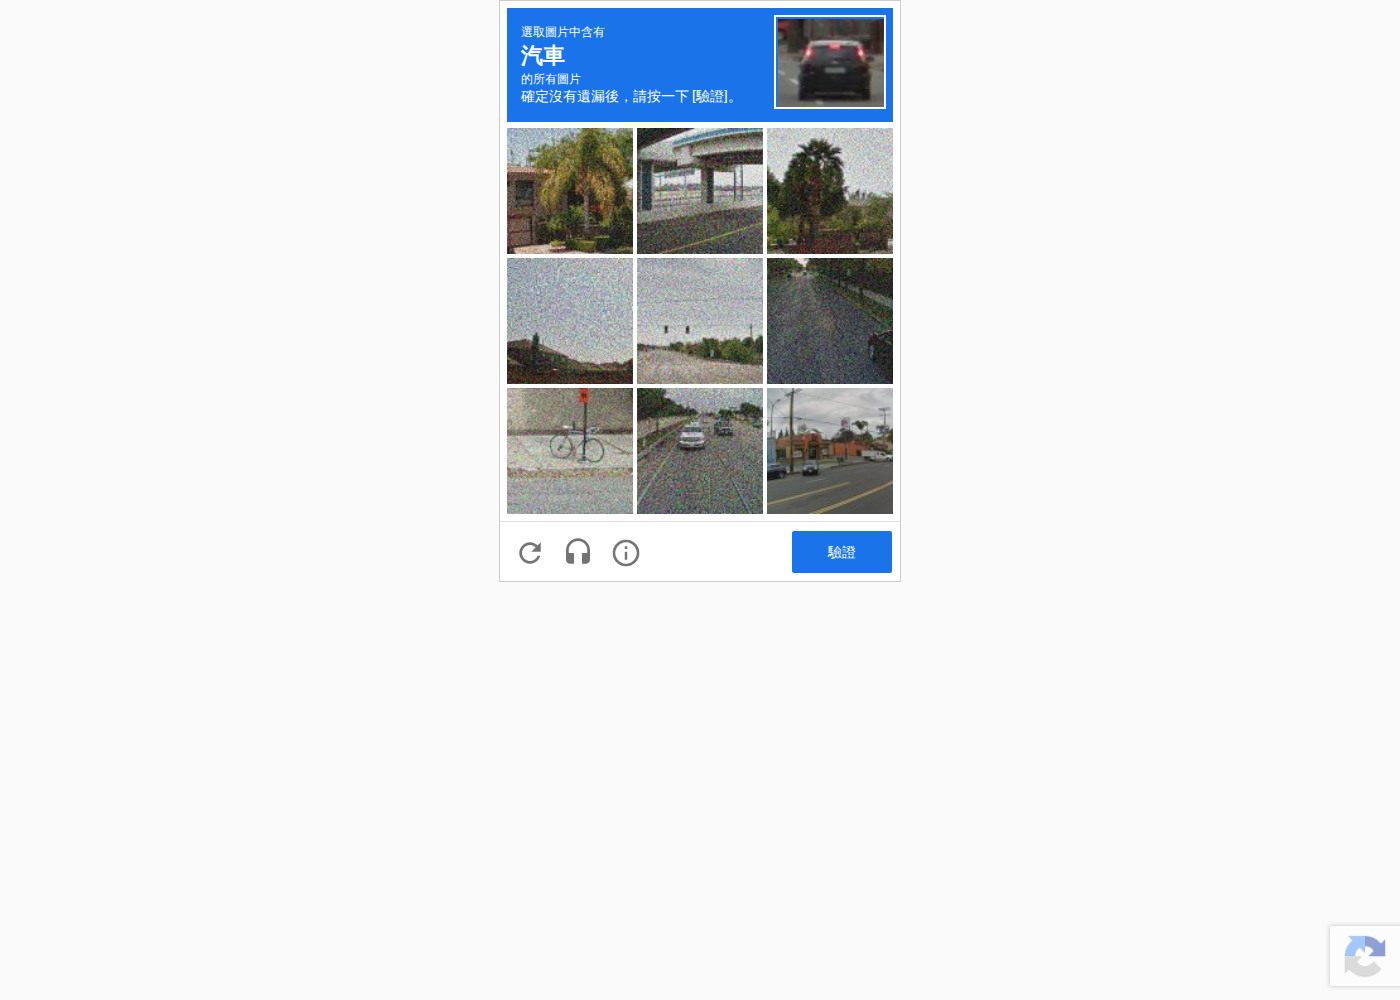 選取圖片中含有
汽車
的所有圖片
確定沒有遺漏後，請按一下 [驗證]。
驗證